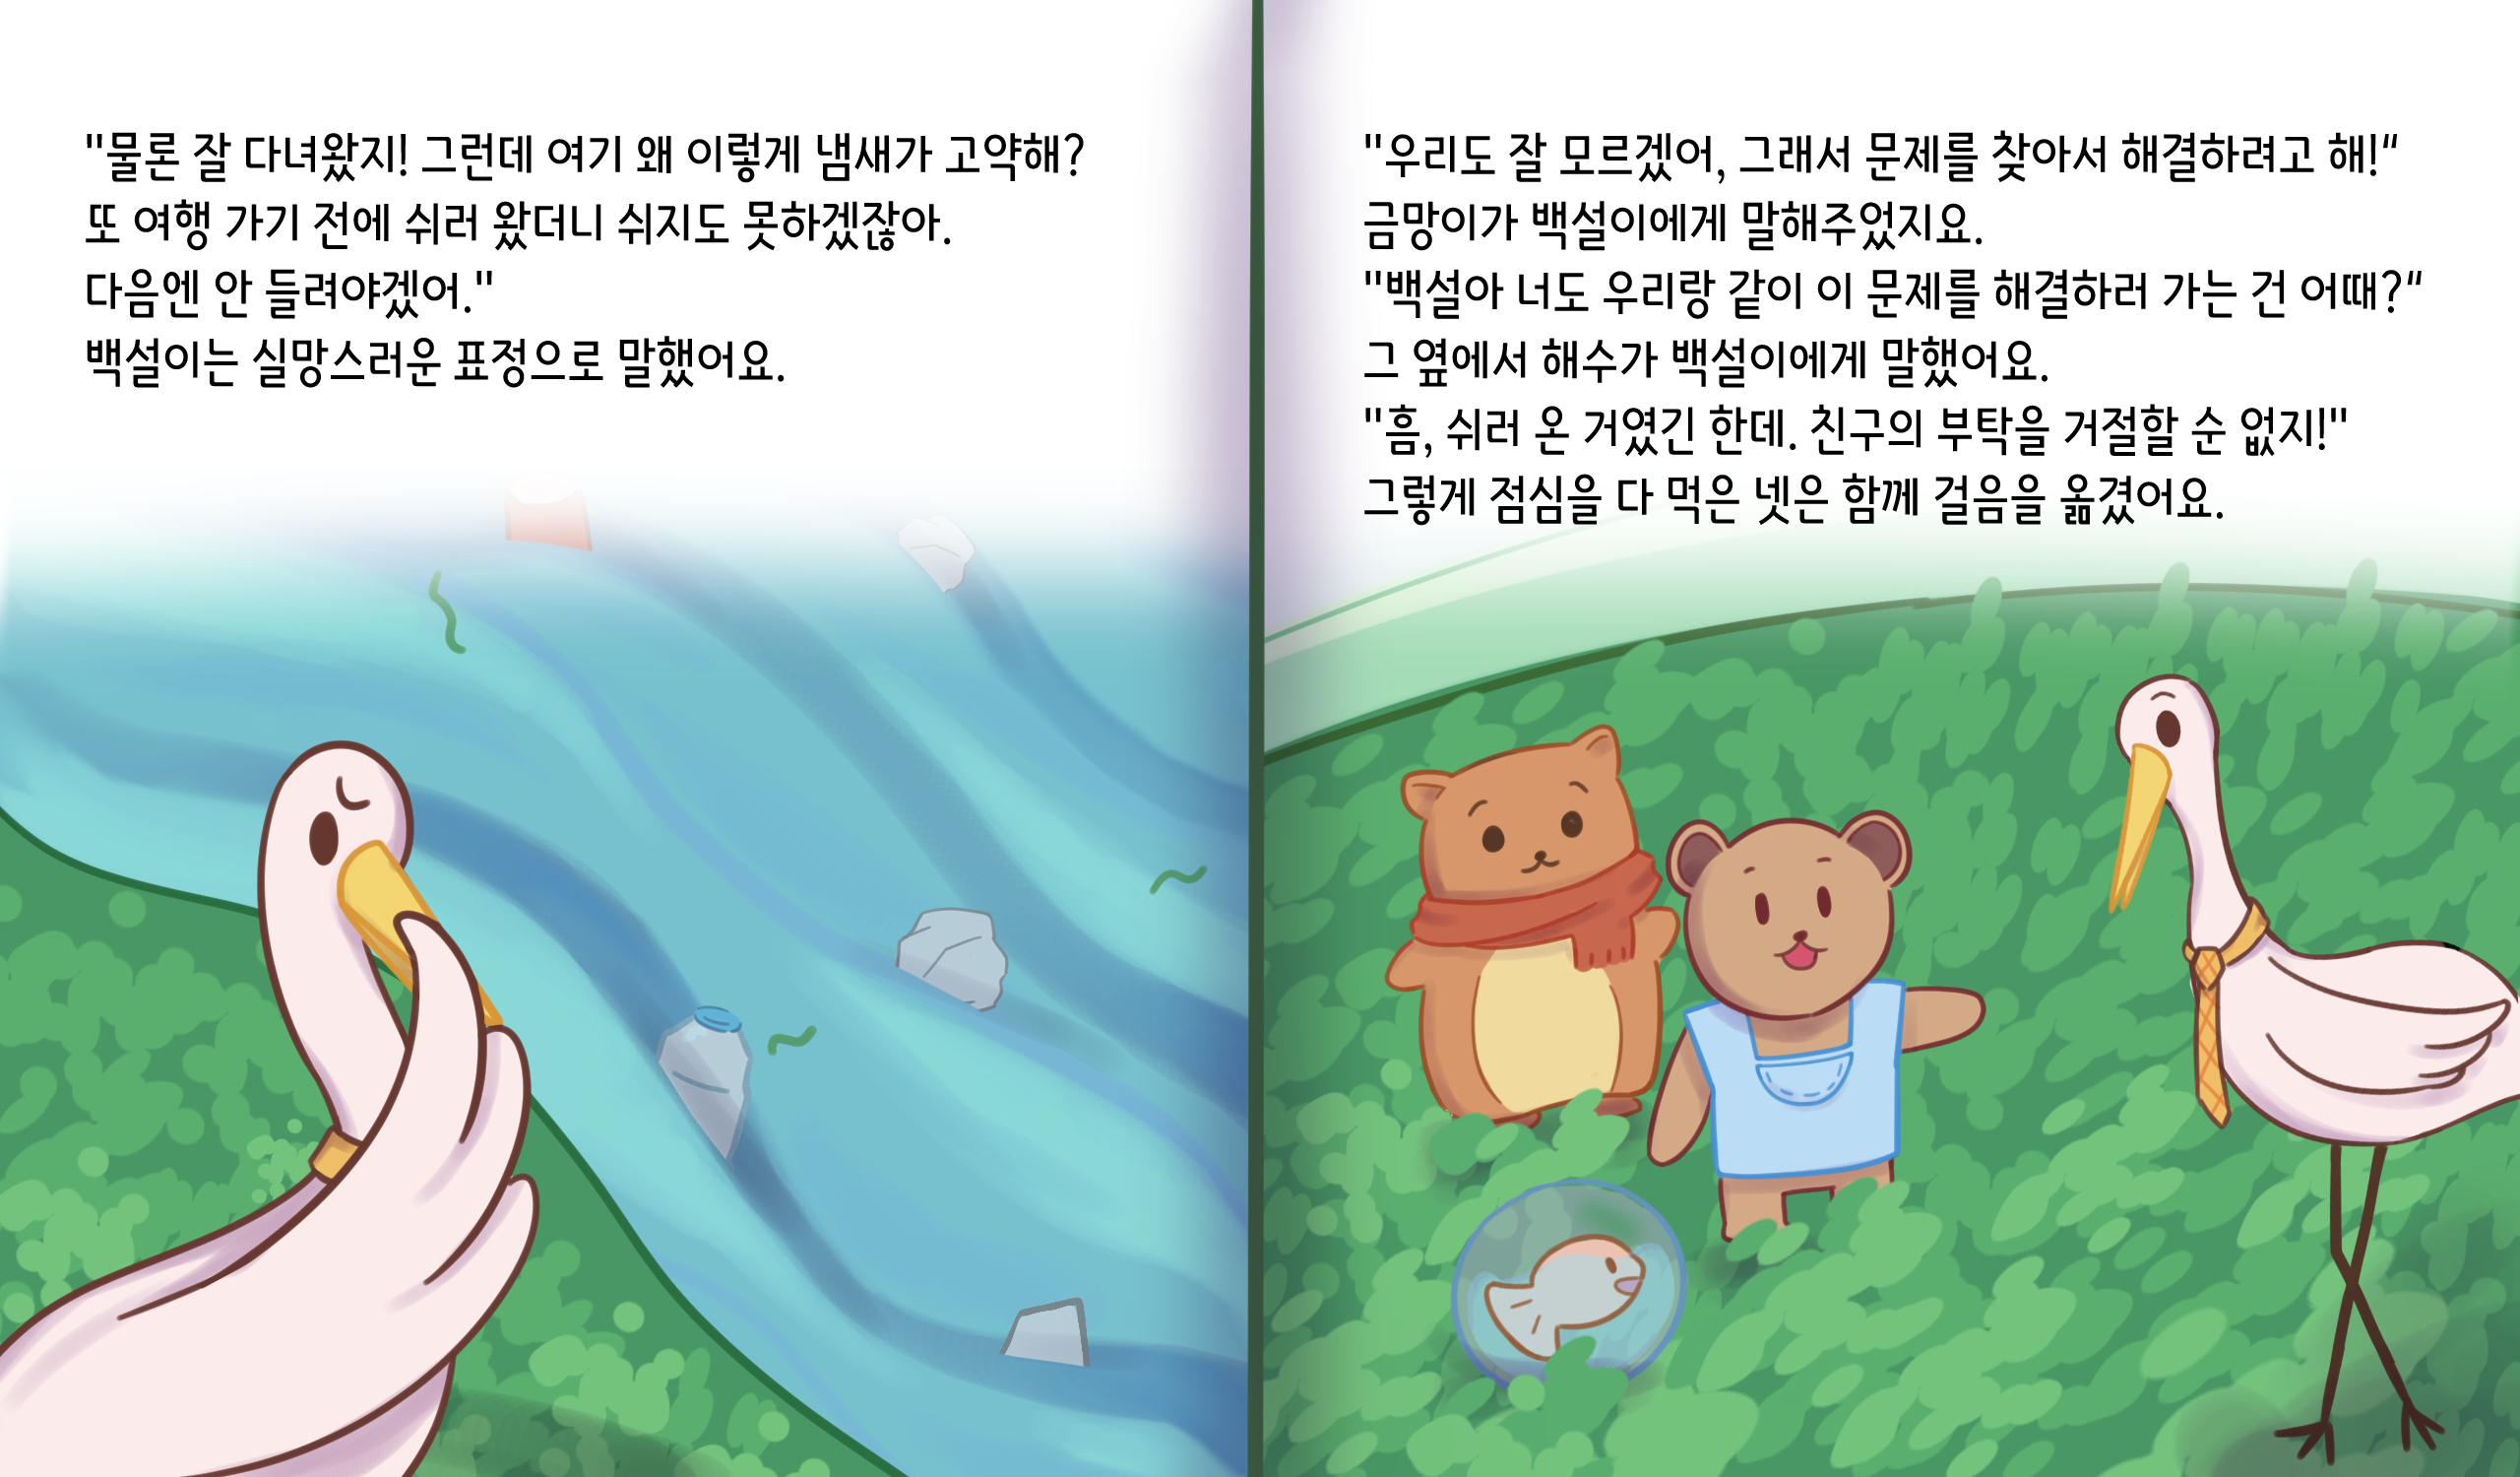 "물론 잘 다녀왔지! 그런데 여기 왜 이렇게 냄새가 고약해?
또 여행 가기 전에 쉬러 왔더니 쉬지도 못하겠잖아.
다음엔 안 들려야겠어."
백설이는 실망스러운 표정으로 말했어요.
"우리도 잘 모르겠어, 그래서 문제를 찾아서 해결하려고 해!"
금망이가 백설이에게 말해주었지요.
"백설아 너도 우리랑 같이 이 문제를 해결하러 가는 건 어때?"
그 옆에서 해수가 백설이에게 말했어요.
"흠, 쉬러 온 거였긴 한데. 친구의 부탁을 거절할 순 없지!"
그렇게 점심을 다 먹은 넷은 함께 걸음을 옮겼어요.